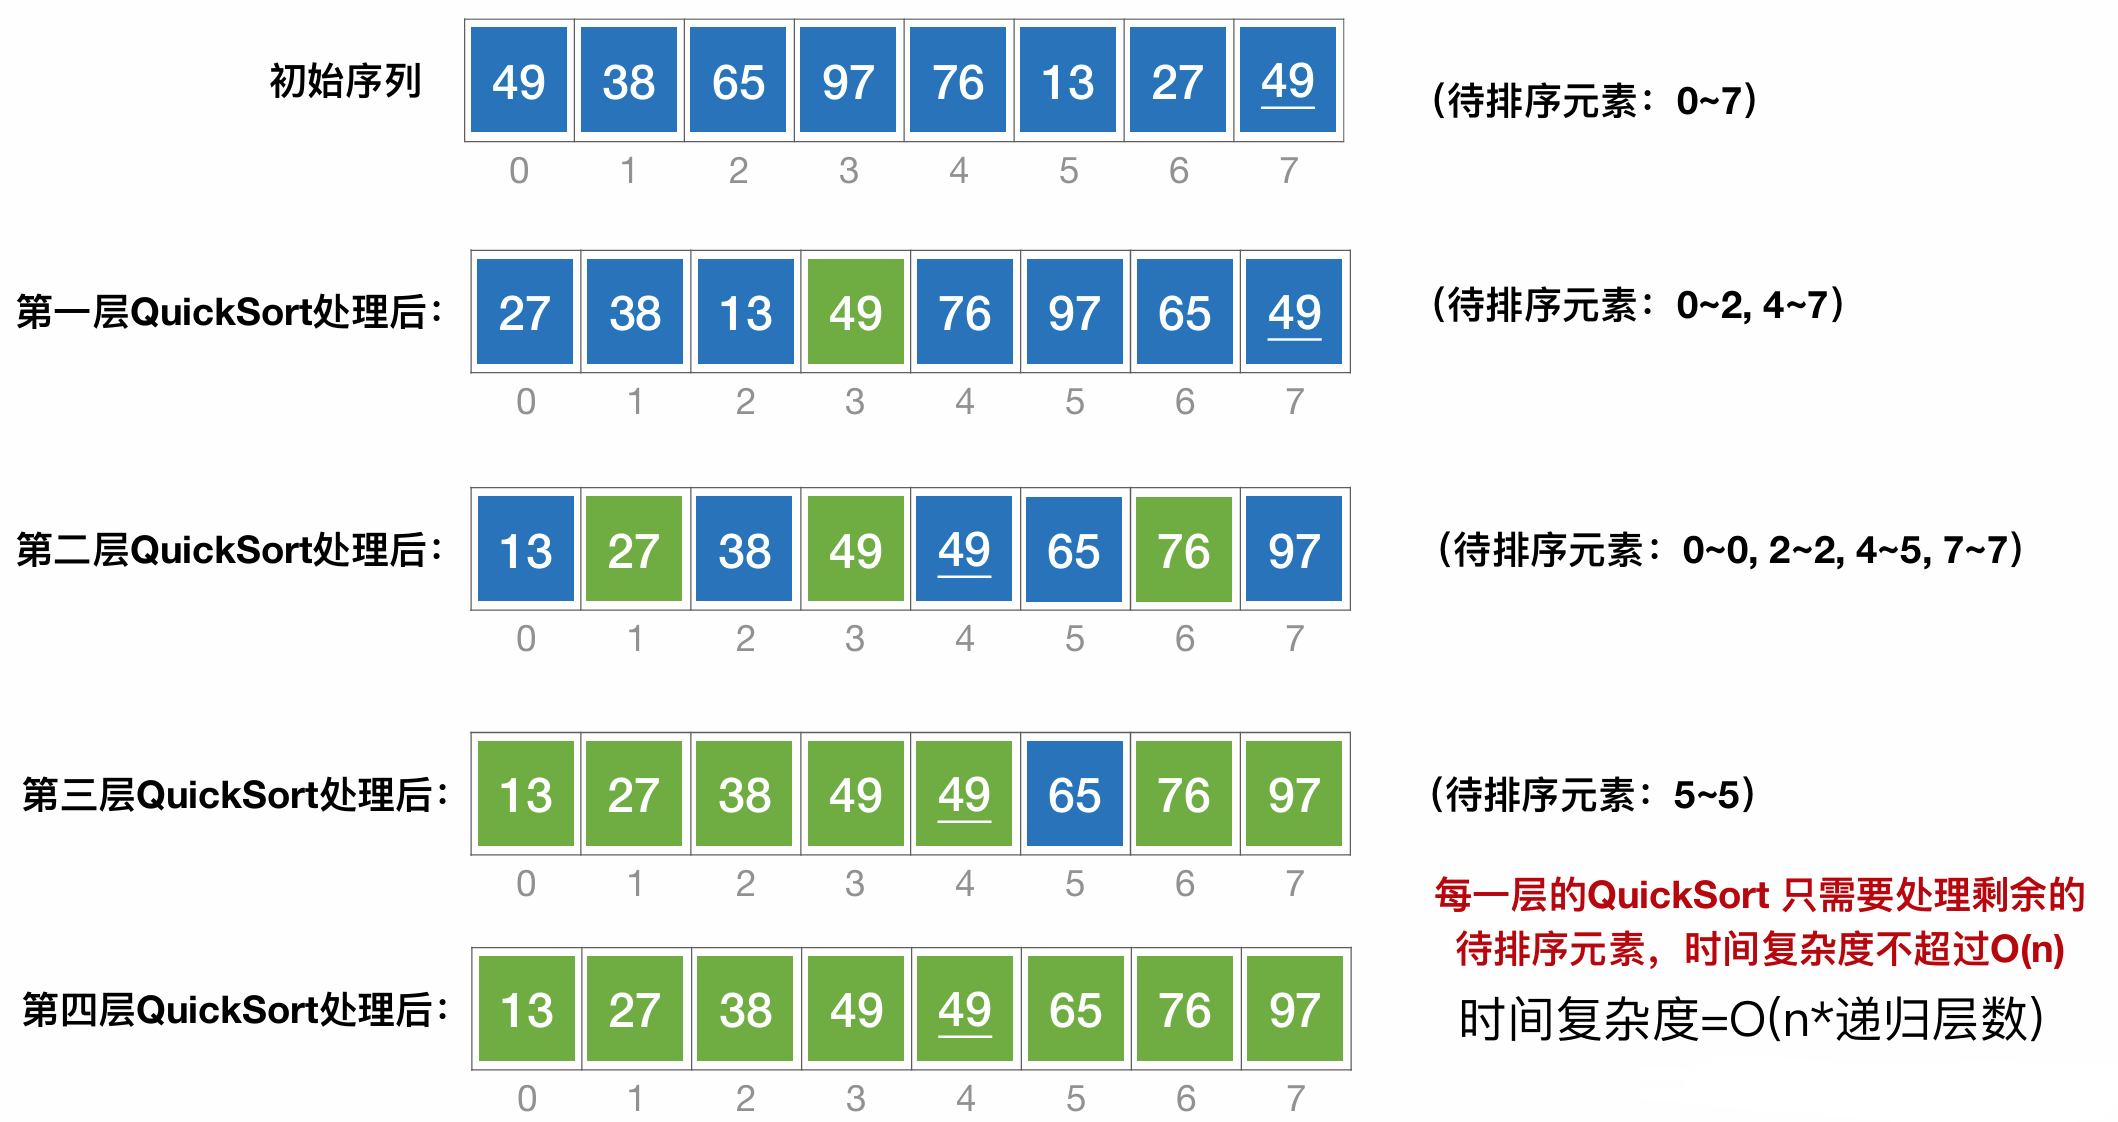 初始序列 49 38 65 97 76 13 27 49 (待排序元素：0~7)
0 1 2 3 4 5 6 7
第一层QuickSort处理后： 27 38 13 49 76 97 65 49 (待排序元素：0~2, 4~7)
0 1 2 3 4 5 6 7
第二层QuickSort处理后： 13 27 38 49 49 65 76 97 (待排序元素：0~0, 2~2, 4~5, 7~7)
0 1 2 3 4 5 6 7
第三层QuickSort处理后： 13 27 38 49 49 65 76 97 (待排序元素：5~5)
0 1 2 3 4 5 6 7
每一层的QuickSort 只需要处理剩余的
待排序元素，时间复杂度不超过O(n)
第四层QuickSort处理后： 13 27 38 49 49 65 76 97 时间复杂度=O(n*递归层数)
0 1 2 3 4 5 6 7